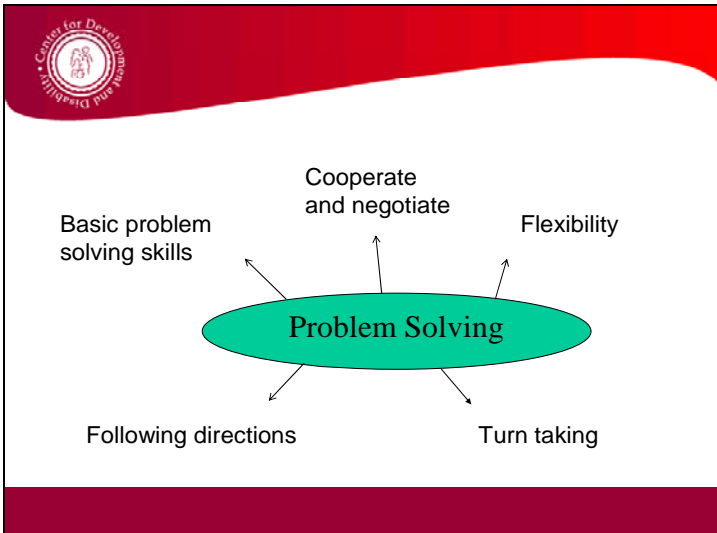 Center for Development and Disability •
Cooperate
and negotiate
Basic problem
solving skills
Flexibility
Problem Solving
Following directions
Turn taking